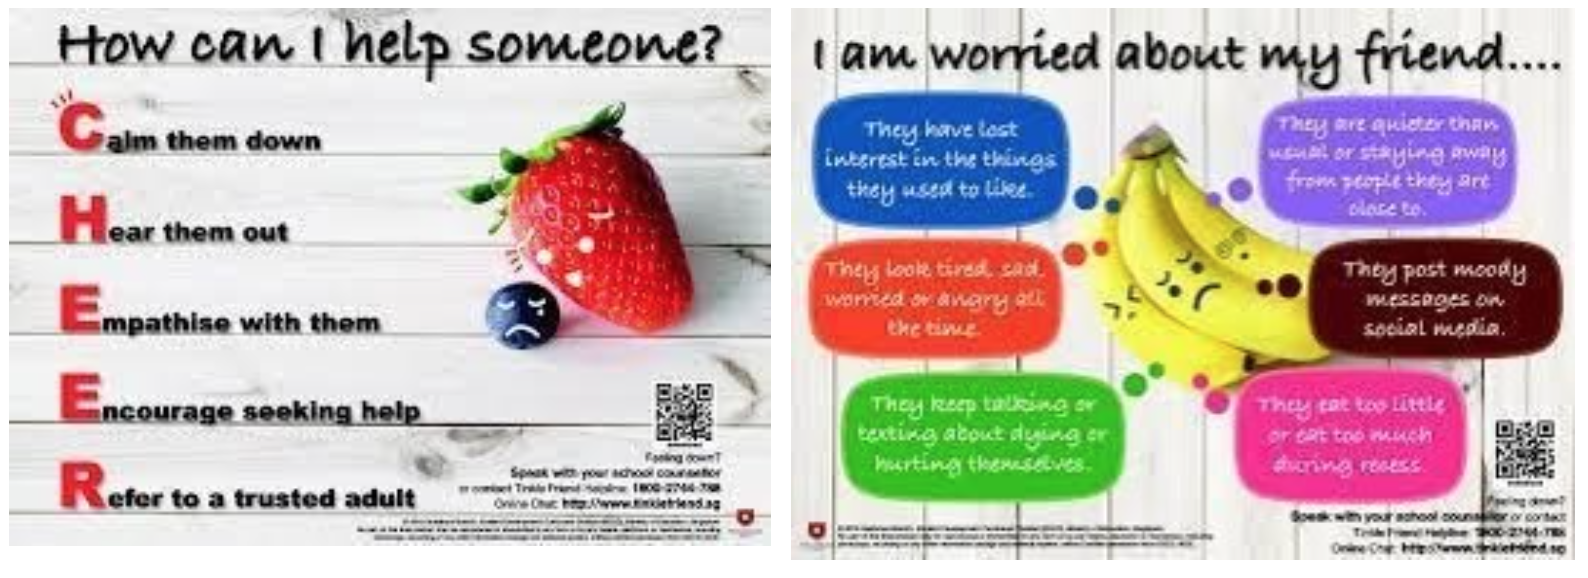 How can I help someone?
Calm them down
Hear them out
Empathise with them
Encourage seeking help
Refer to a trusted adult
Feeling down?
Speak with your school counsellor
or contact Tinkle Friend Helpline: 1800-2744-788
Online Chat: http://www.tinklefriend.sg
I am worried about my friend....
They have lost
interest in the things
they used to like.
They are quieter than
usual or staying away
from people they are
close to.
They look tired, sad,
worried or angry all
the time.
They post moody
messages on
social media.
They keep talking or
texting about dying or
hurting themselves.
They eat too little
or eat too much
during recess.
Feeling down?
Speak with your school counsellor or contact
Tinkle Friend Helpline: 1800-2744-788
Online Chat: http://www.tinklefriend.sg